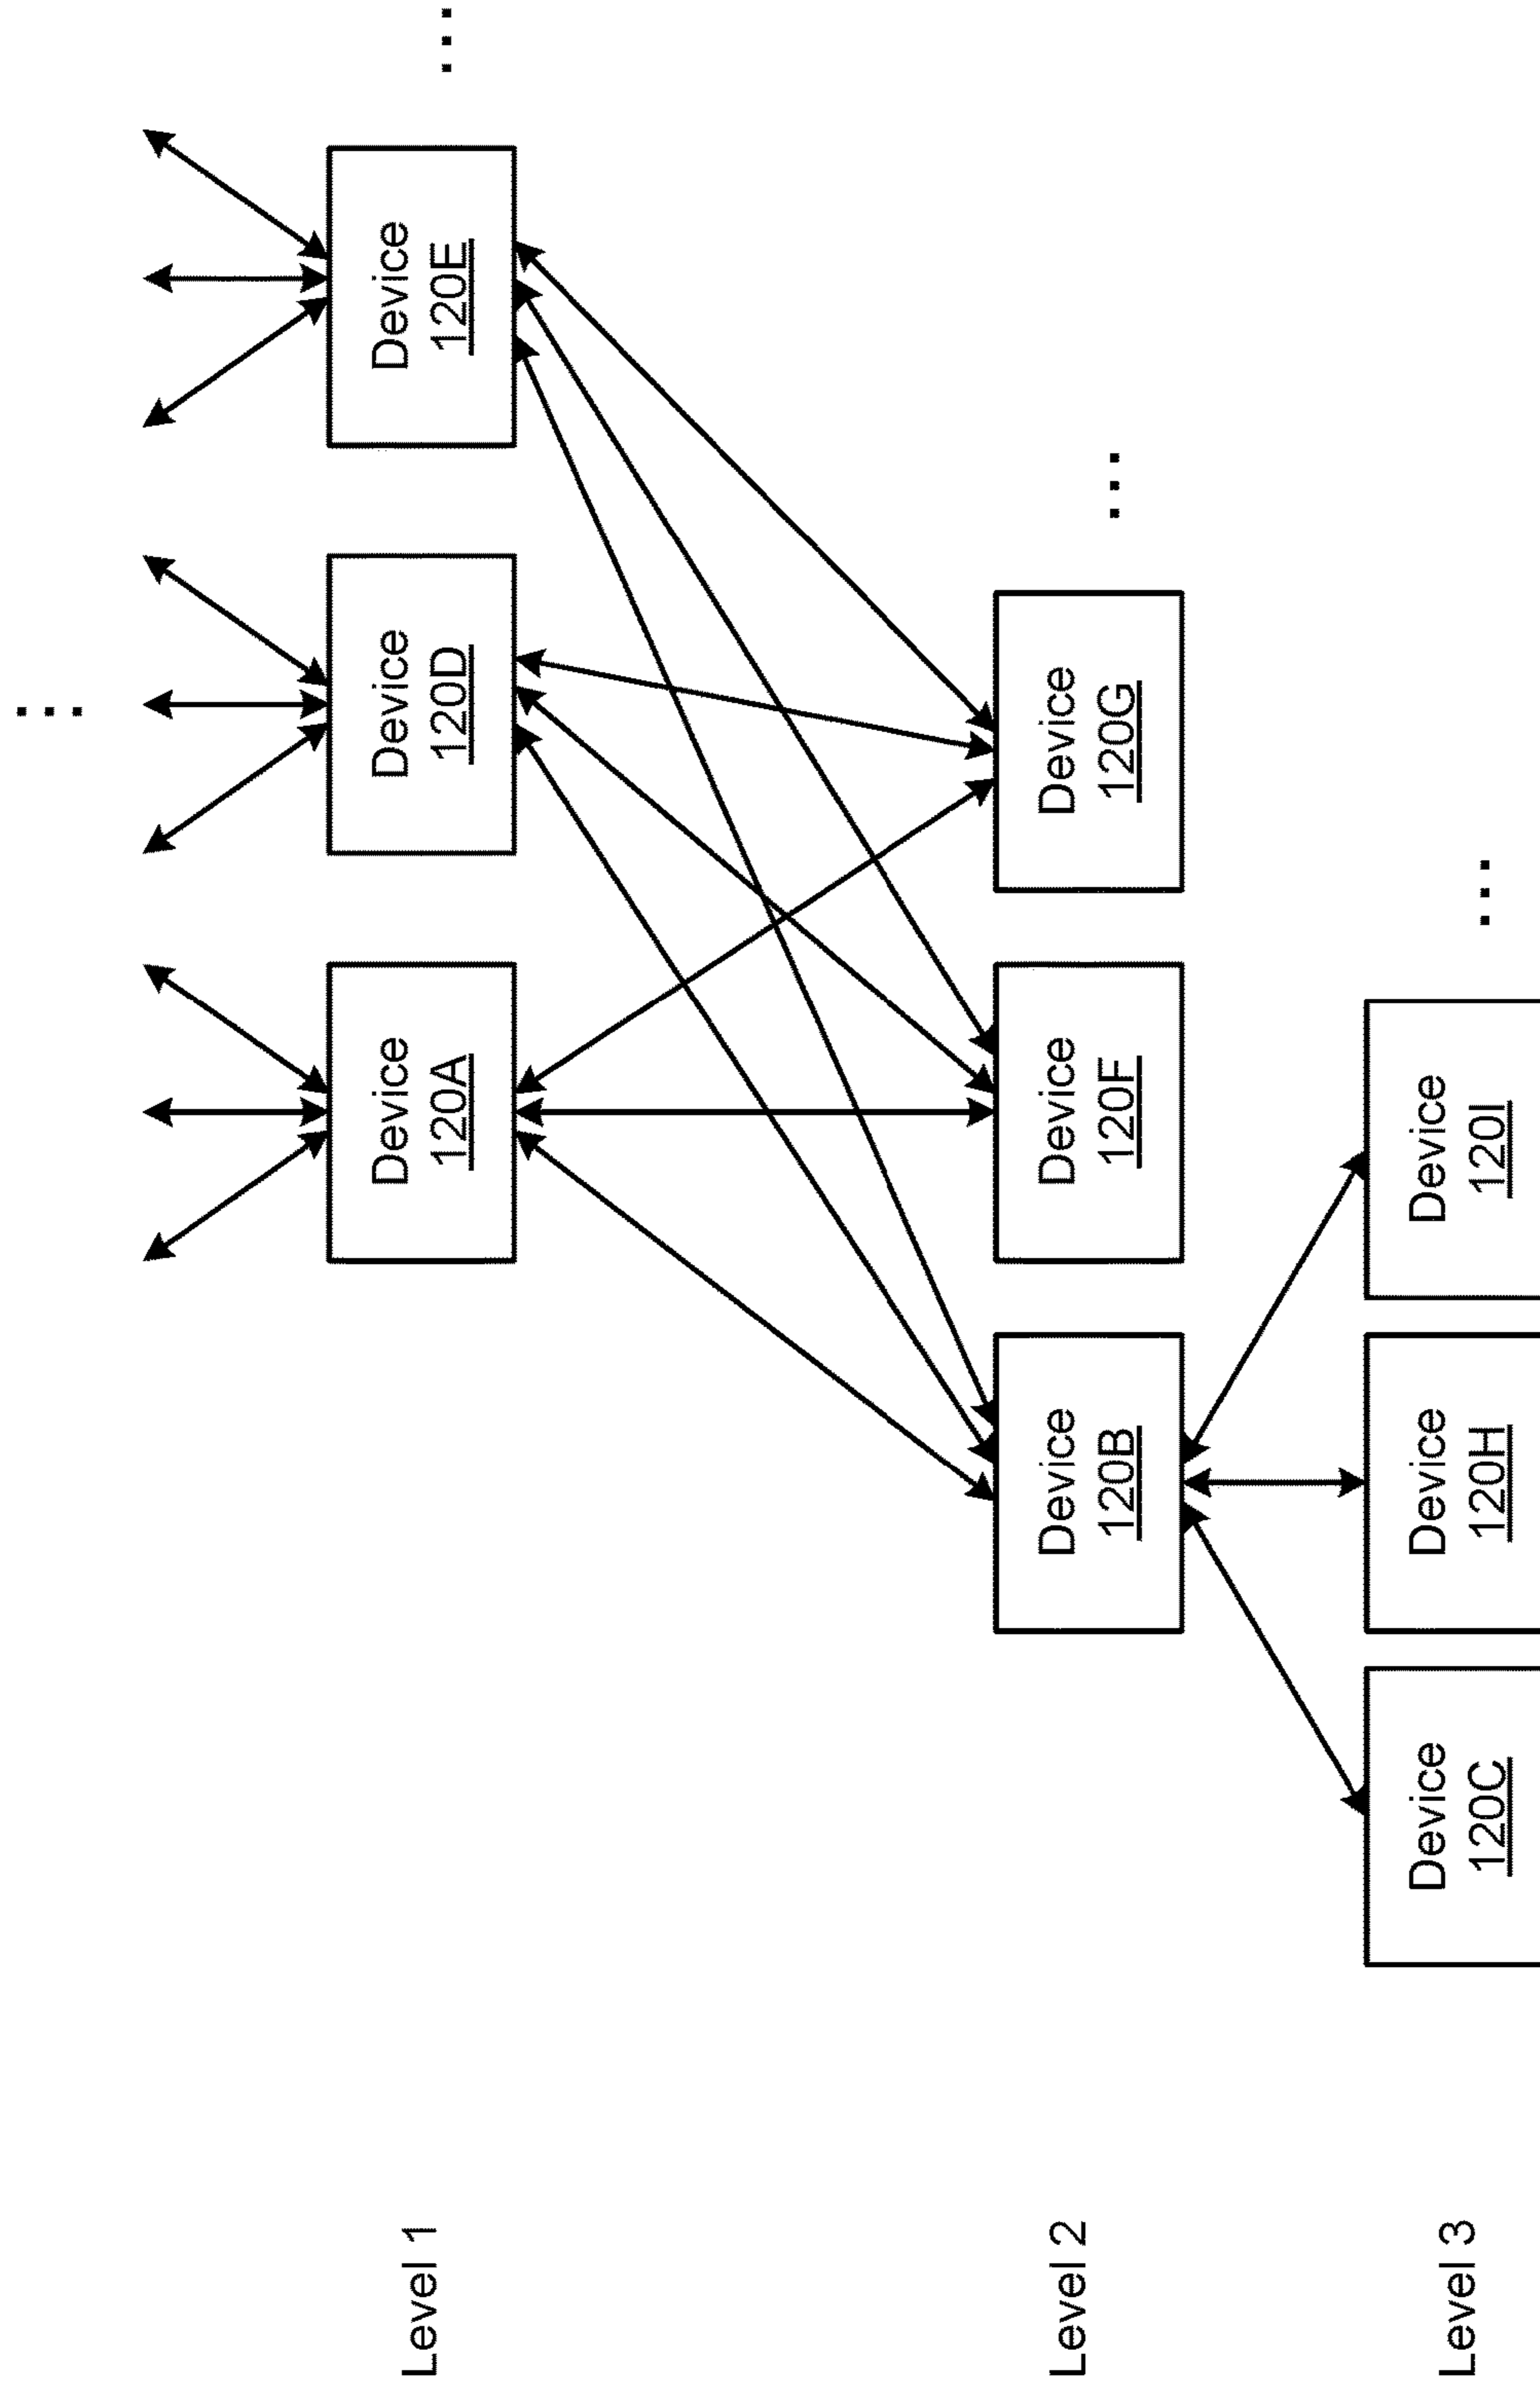 ...
Level 1
Device
120A
Device
120D
Device
120E
...
Level 2
Device
120B
Device
120F
Device
120G
...
Level 3
Device
120C
Device
120H
Device
120I
...